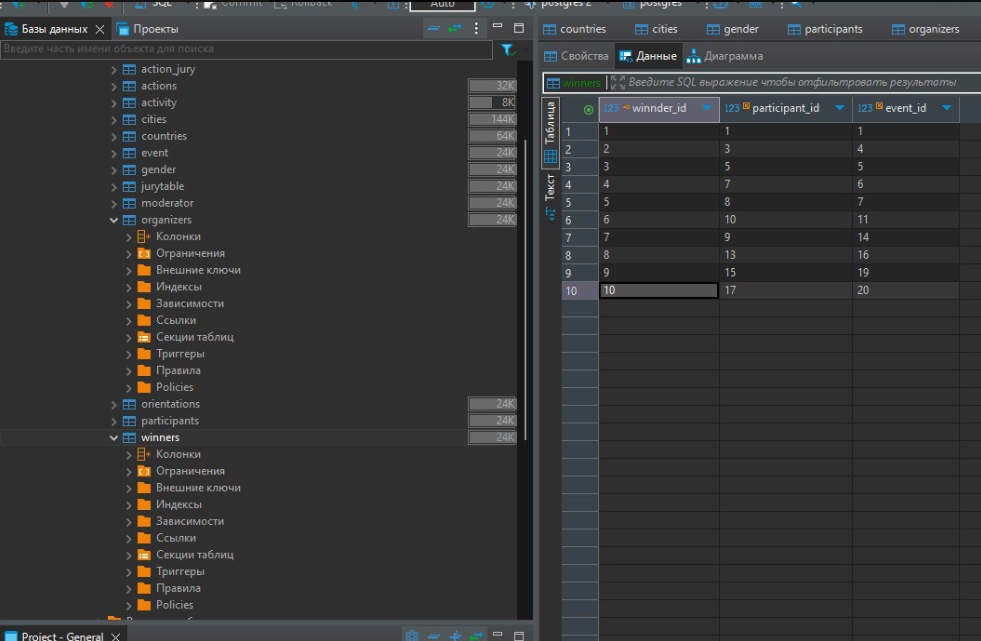 SQL Commit Rollback Auto postgres 2 postgres
Базы данных Проекты
Введите часть имени объекта для поиска
action_jury
actions 32K
activity 8K
cities 144K
countries 64K
event 24K
gender 24K
jurytable 24K
moderator 24K
organizers 24K
Колонки
Ограничения
Внешние ключи
Индексы
Зависимости
Ссылки
Секции таблиц
Триггеры
Правила
Policies
orientations 24K
participants 24K
winners 24K
Колонки
Ограничения
Внешние ключи
Индексы
Зависимости
Ссылки
Секции таблиц
Триггеры
Правила
Policies
Project - General
countries cities gender participants organizers
Свойства Данные Диаграмма
winners Введите SQL выражение чтобы отфильтровать результаты
Таблица
Текст
123 winnder_id 123 participant_id 123 event_id
1 1 1 1
2 2 3 4
3 3 5 5
4 4 7 6
5 5 8 7
6 6 10 11
7 7 9 14
8 8 13 16
9 9 15 19
10 10 17 20